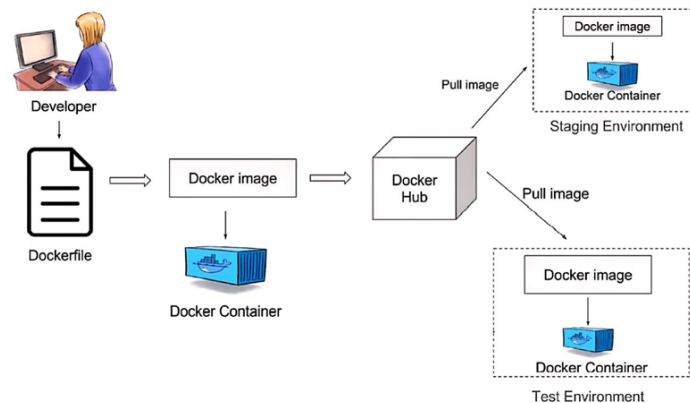 Developer
Dockerfile
Docker image
Docker Container
Docker
Hub
Pull image
Docker image
Docker Container
Staging Environment
Pull image
Docker image
Docker Container
Test Environment